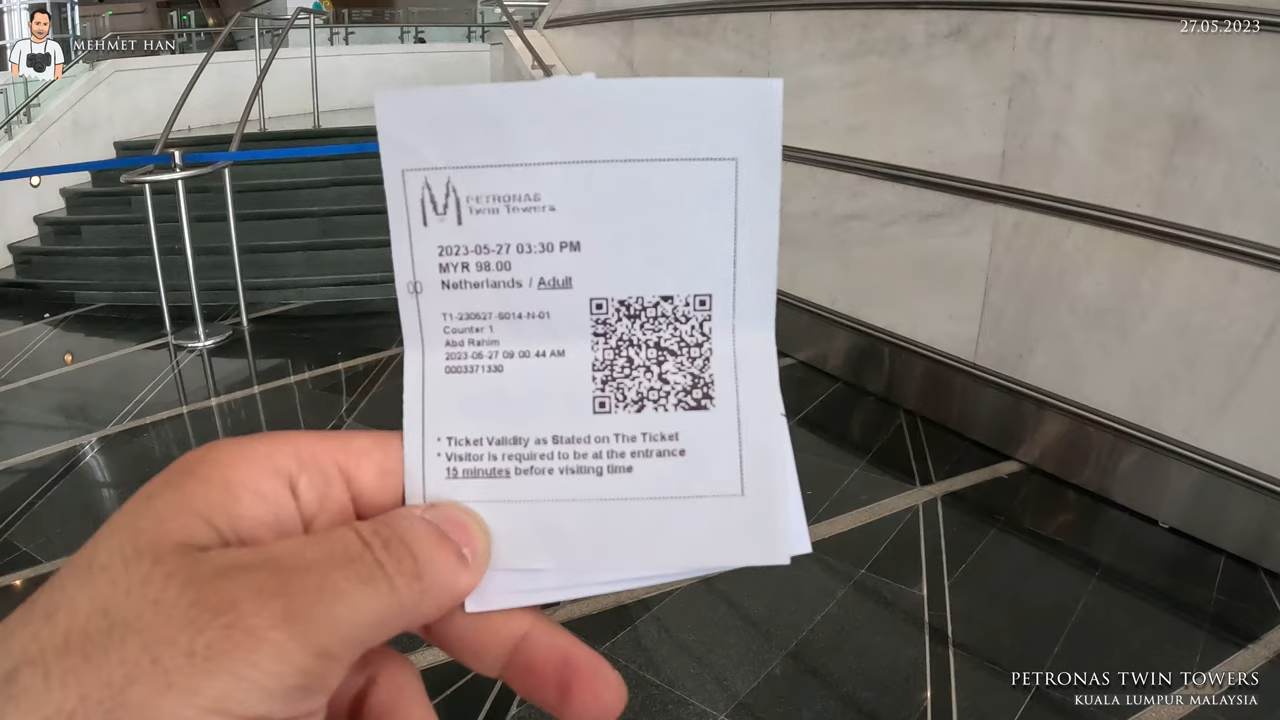 MEHMET HAN
27.05.2023
PETRONAS
Twin Towers
2023-05-27 03:30 PM
MYR 98.00
Netherlands / Adult
T1-230527-S014-N-01
Counter 1
Abd Rahim
2023-05-27 09:00:44 AM
0003371330
* Ticket Validity as Stated on The Ticket
* Visitor is required to be at the entrance
15 minutes before visiting time
PETRONAS TWIN TOWERS
KUALA LUMPUR MALAYSIA